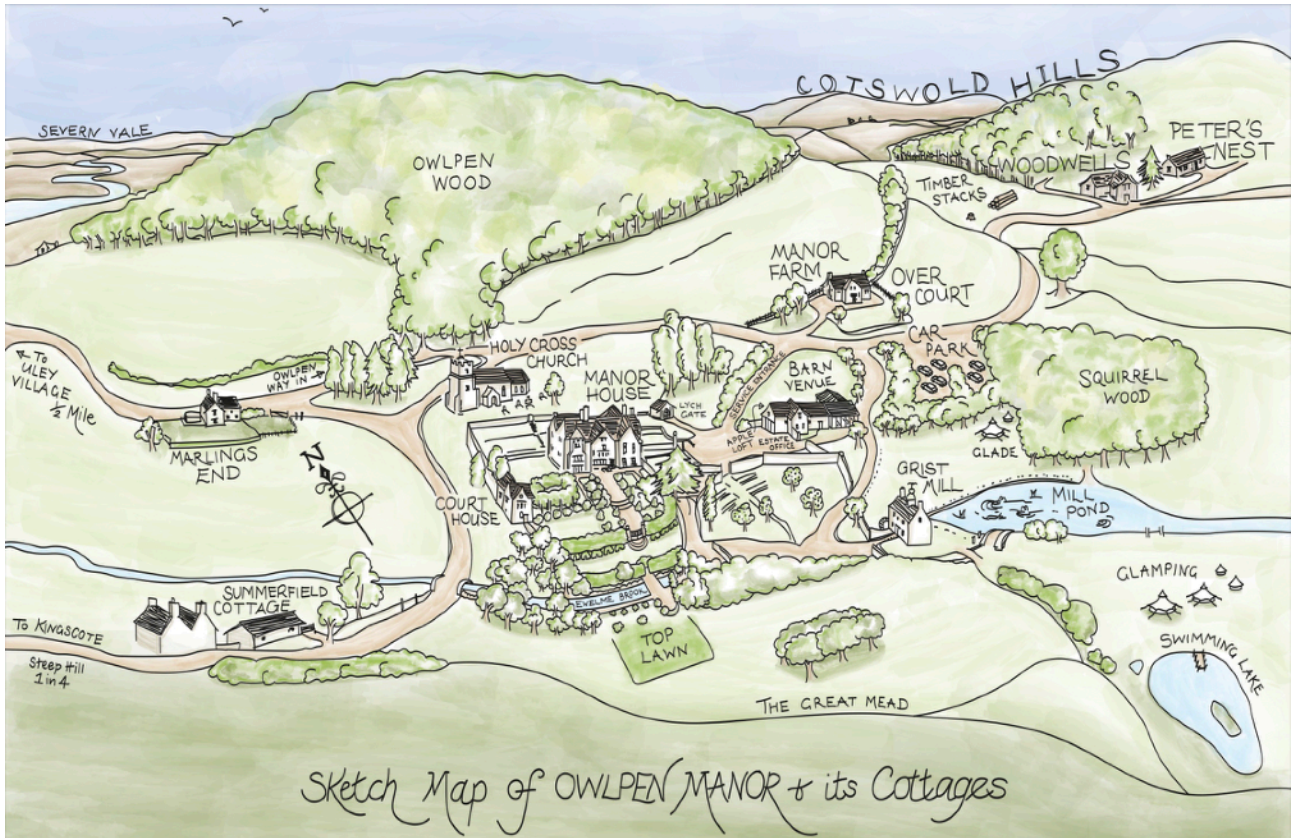 COTSWOLD HILLS
SEVERN VALE
OWLPEN
WOOD
PETER'S
NEST
WOODWELLS
TIMBER
STACKS
MANOR
FARM
OVER
COURT
HOLY CROSS
CHURCH
CAR
PARK
TO
ULEY
VILLAGE
½ Mile
OWLPEN
WAY IN
MANOR
HOUSE
SERVICE ENTRANCE
BARN
VENUE
SQUIRREL
WOOD
LYCH
GATE
APPLE
LOFT
ESTATE
OFFICE
GLADE
MARLINGS
END
N
GRIST
MILL
COURT
HOUSE
MILL
POND
SUMMERFIELD
COTTAGE
EWELME BROOK
GLAMPING
TO KINGSCOTE
Steep Hill
1 in 4
TOP
LAWN
SWIMMING LAKE
THE GREAT MEAD
Sketch Map of OWLPEN MANOR & its Cottages